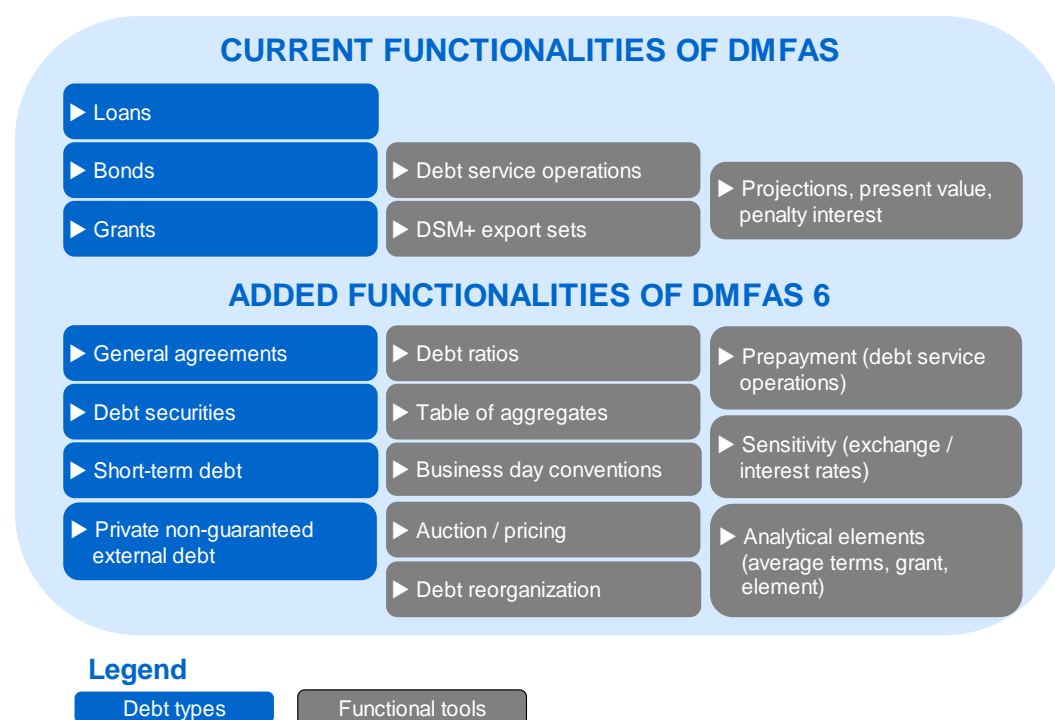 CURRENT FUNCTIONALITIES OF DMFAS
▶ Loans
▶ Bonds
▶ Grants
▶ Debt service operations
▶ DSM+ export sets
▶ Projections, present value,
penalty interest
ADDED FUNCTIONALITIES OF DMFAS 6
▶ General agreements
▶ Debt securities
▶ Short-term debt
▶ Private non-guaranteed
external debt
▶ Debt ratios
▶ Table of aggregates
▶ Business day conventions
▶ Auction / pricing
▶ Debt reorganization
▶ Prepayment (debt service
operations)
▶ Sensitivity (exchange /
interest rates)
▶ Analytical elements
(average terms, grant,
element)
Legend
Debt types
Functional tools